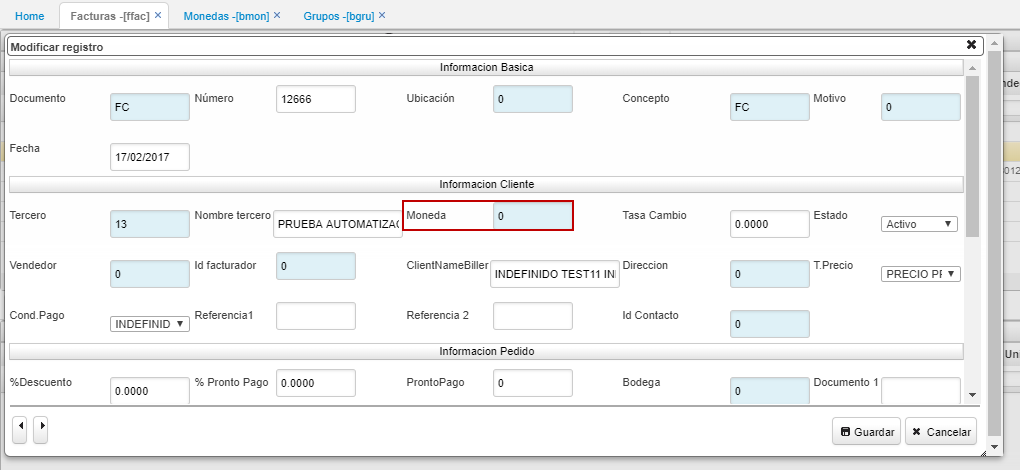 Home Facturas -[ffac] Monedas -[bmon] Grupos -[bgru]
Modificar registro
Informacion Basica
Documento FC Número 12666 Ubicación 0 Concepto FC Motivo 0
Fecha 17/02/2017
Informacion Cliente
Tercero 13 Nombre tercero PRUEBA AUTOMATIZAC Moneda 0 Tasa Cambio 0.0000 Estado Activo
Vendedor 0 Id facturador 0 ClientNameBiller INDEFINIDO TEST11 IN Direccion 0 T.Precio PRECIO PF
Cond.Pago INDEFINID Referencia1 Referencia 2 Id Contacto 0
Informacion Pedido
%Descuento 0.0000 % Pronto Pago 0.0000 ProntoPago 0 Bodega 0 Documento 1
Guardar Cancelar
nde
012
Un